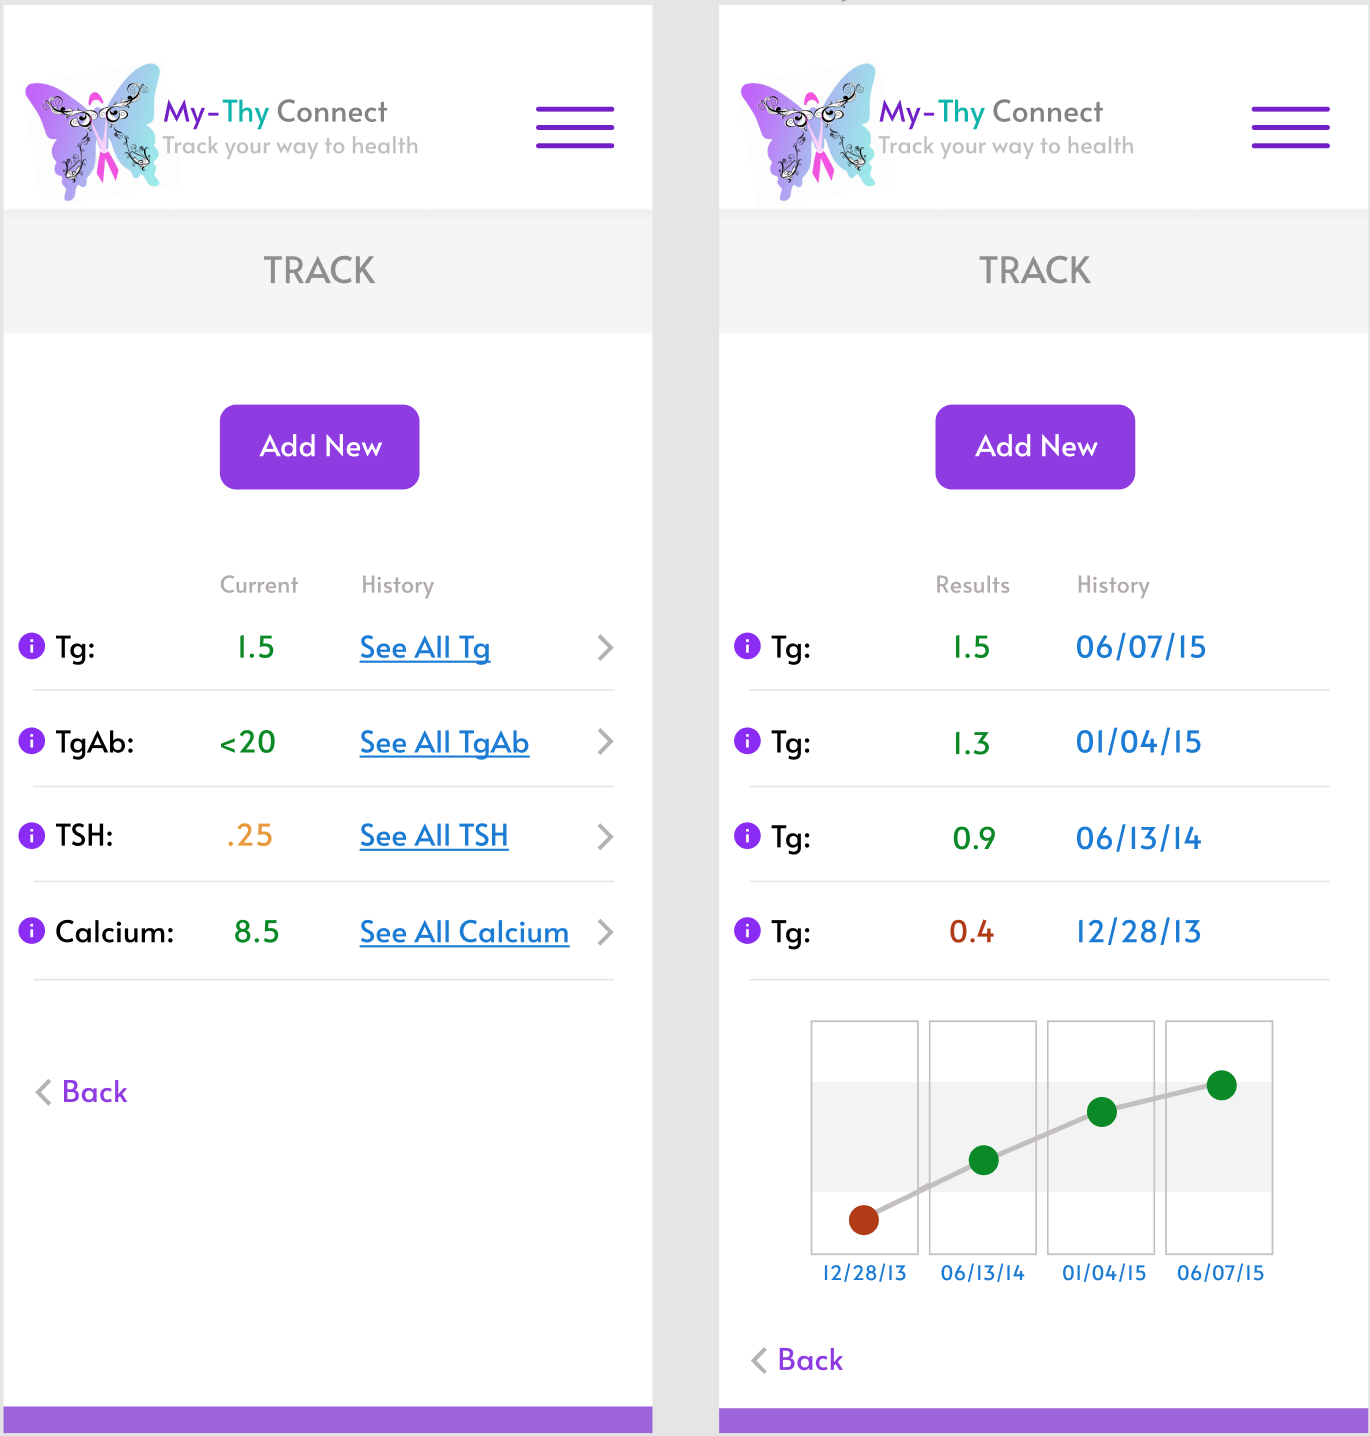 My-Thy Connect
Track your way to health
TRACK
Add New
Current History
Tg: 1.5 See All Tg
TgAb: <20 See All TgAb
TSH: .25 See All TSH
Calcium: 8.5 See All Calcium
Back
My-Thy Connect
Track your way to health
TRACK
Add New
Results History
Tg: 1.5 06/07/15
Tg: 1.3 01/04/15
Tg: 0.9 06/13/14
Tg: 0.4 12/28/13
12/28/13 06/13/14 01/04/15 06/07/15
Back